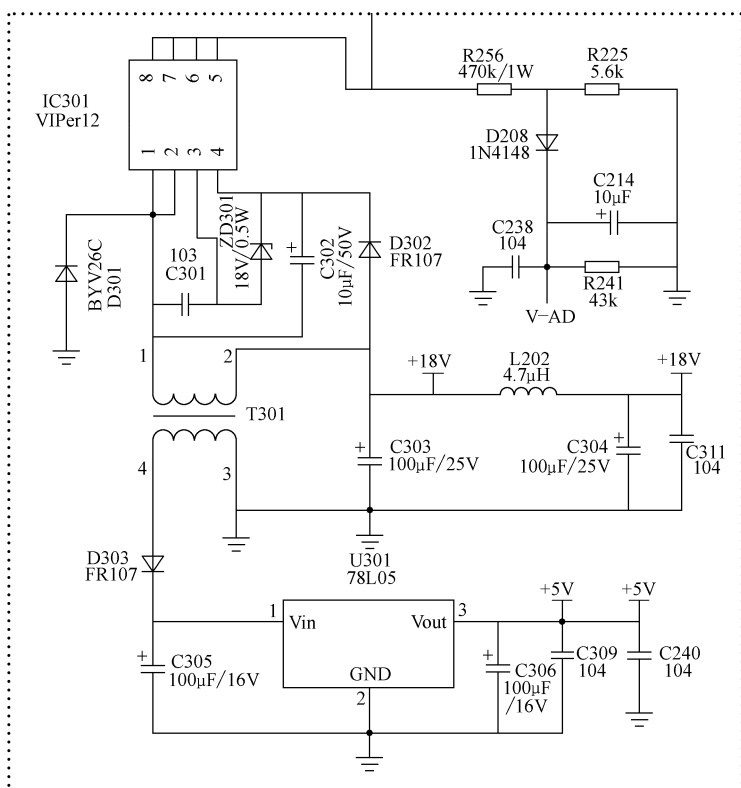 8 7 6 5
IC301
VIPer12
1 2 3 4
R256
470k/1W
R225
5.6k
D208
1N4148
C214
+ 10μF
C238
104
R241
43k
V-AD
BYV26C
D301
103
C301
ZD301
18V/0.5W
+
C302
10μF/50V
D302
FR107
1
2
T301
4
3
+18V
L202
4.7μH
+18V
+
C303
100μF/25V
+
C304
100μF/25V
C311
104
D303
FR107
U301
78L05
1
Vin
Vout
3
GND
2
+
C305
100μF/16V
+
C306
100μF
/16V
+5V
+5V
C309
104
C240
104